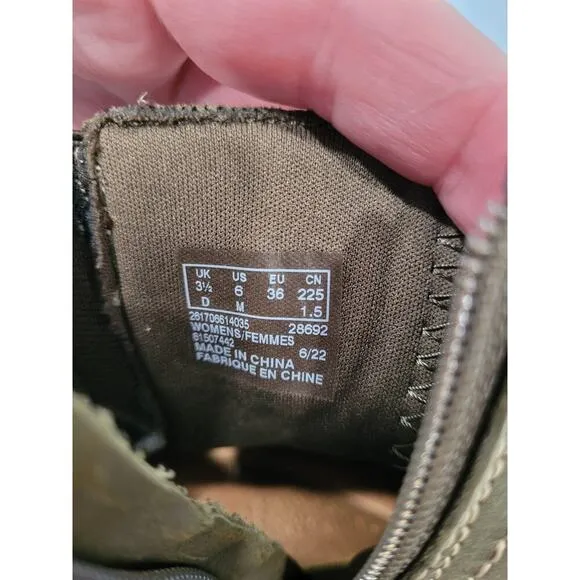 UK US EU CN
3½ 6 36 225
D M 1.5
261706614035 28692
WOMENS/FEMMES
61507442 6/22
MADE IN CHINA
FABRIQUE EN CHINE